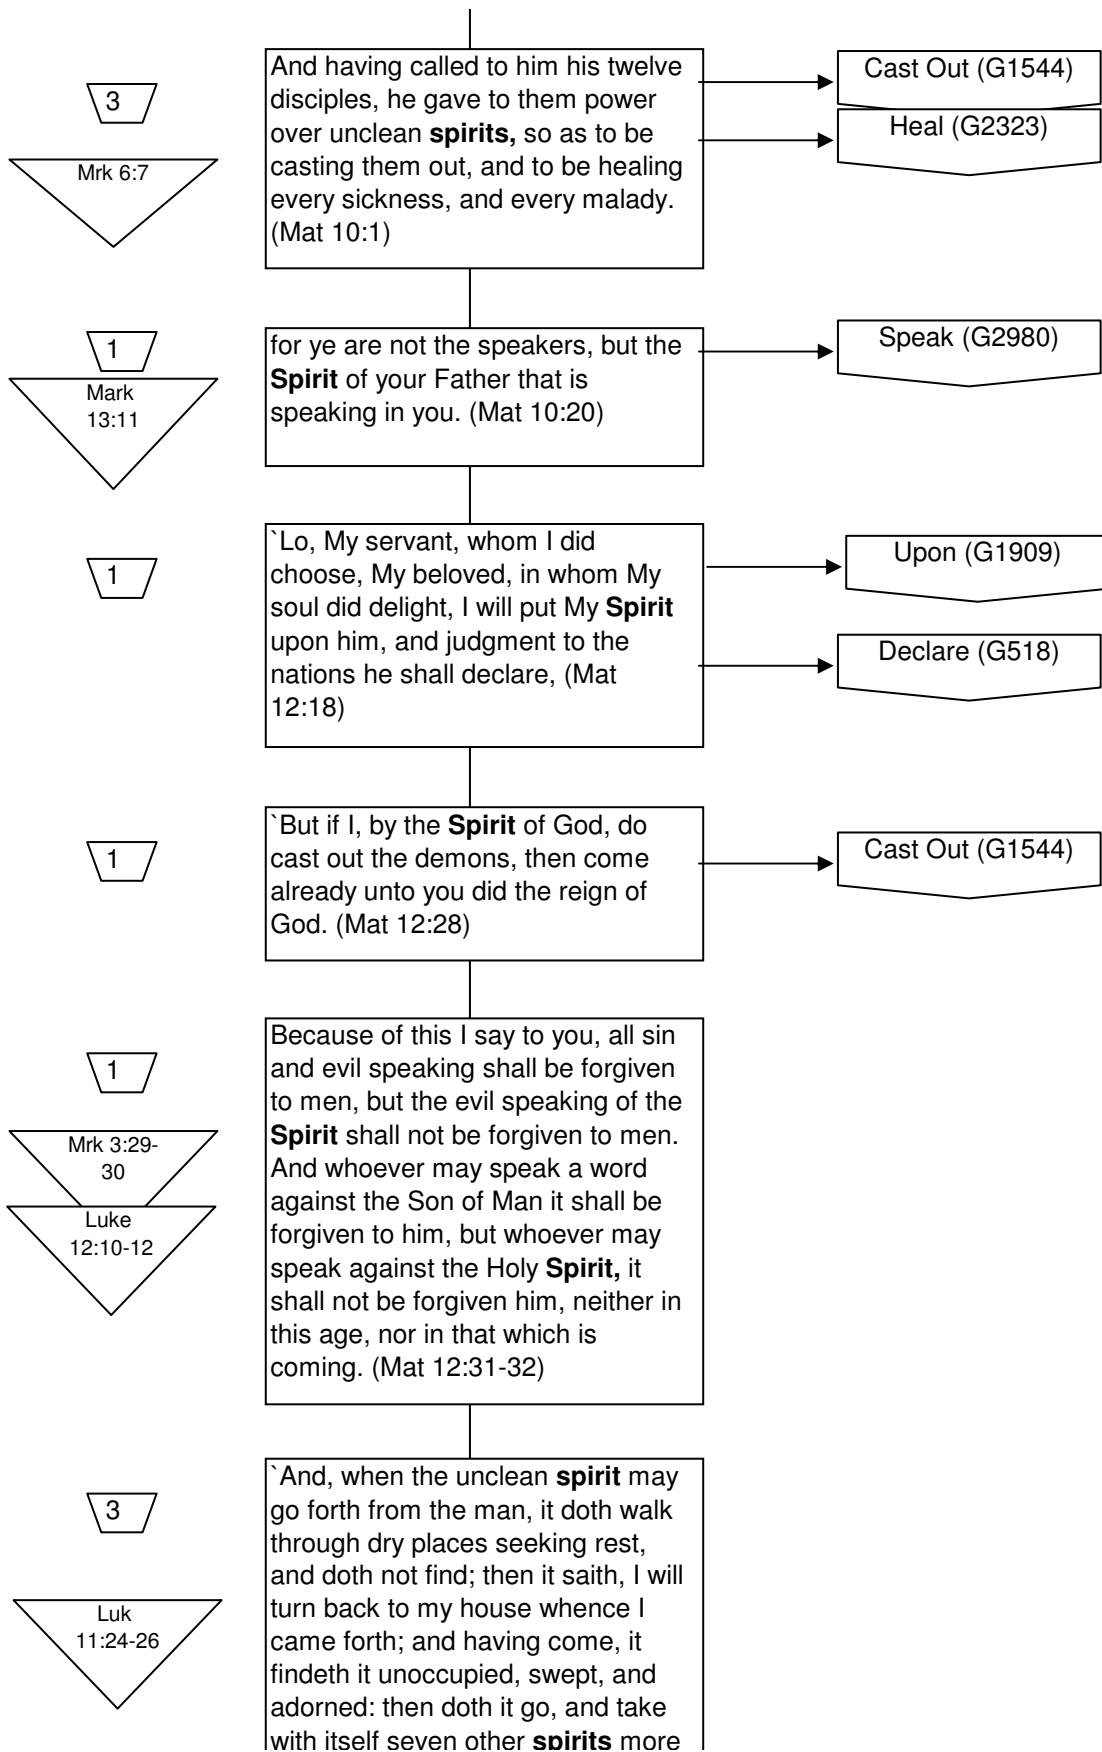 3
Mrk 6:7
And having called to him his twelve
disciples, he gave to them power
over unclean spirits, so as to be
casting them out, and to be healing
every sickness, and every malady.
(Mat 10:1)
Cast Out (G1544)
Heal (G2323)
1
Mark
13:11
for ye are not the speakers, but the
Spirit of your Father that is
speaking in you. (Mat 10:20)
Speak (G2980)
1
`Lo, My servant, whom I did
choose, My beloved, in whom My
soul did delight, I will put My Spirit
upon him, and judgment to the
nations he shall declare, (Mat
12:18)
Upon (G1909)
Declare (G518)
1
`But if I, by the Spirit of God, do
cast out the demons, then come
already unto you did the reign of
God. (Mat 12:28)
Cast Out (G1544)
1
Mrk 3:29-
30
Luke
12:10-12
Because of this I say to you, all sin
and evil speaking shall be forgiven
to men, but the evil speaking of the
Spirit shall not be forgiven to men.
And whoever may speak a word
against the Son of Man it shall be
forgiven to him, but whoever may
speak against the Holy Spirit, it
shall not be forgiven him, neither in
this age, nor in that which is
coming. (Mat 12:31-32)
3
Luk
11:24-26
`And, when the unclean spirit may
go forth from the man, it doth walk
through dry places seeking rest,
and doth not find; then it saith, I will
turn back to my house whence I
came forth; and having come, it
findeth it unoccupied, swept, and
adorned: then doth it go, and take
with itself seven other spirits more